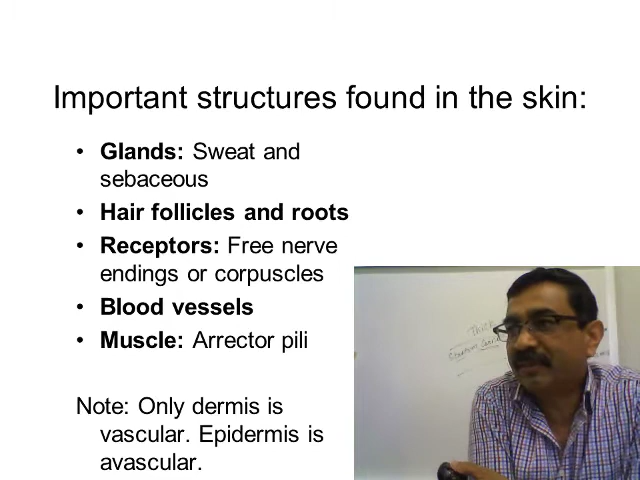 Important structures found in the skin:
• Glands: Sweat and
sebaceous
• Hair follicles and roots
• Receptors: Free nerve
endings or corpuscles
• Blood vessels
• Muscle: Arrector pili
Note: Only dermis is
vascular. Epidermis is
avascular.
Thick